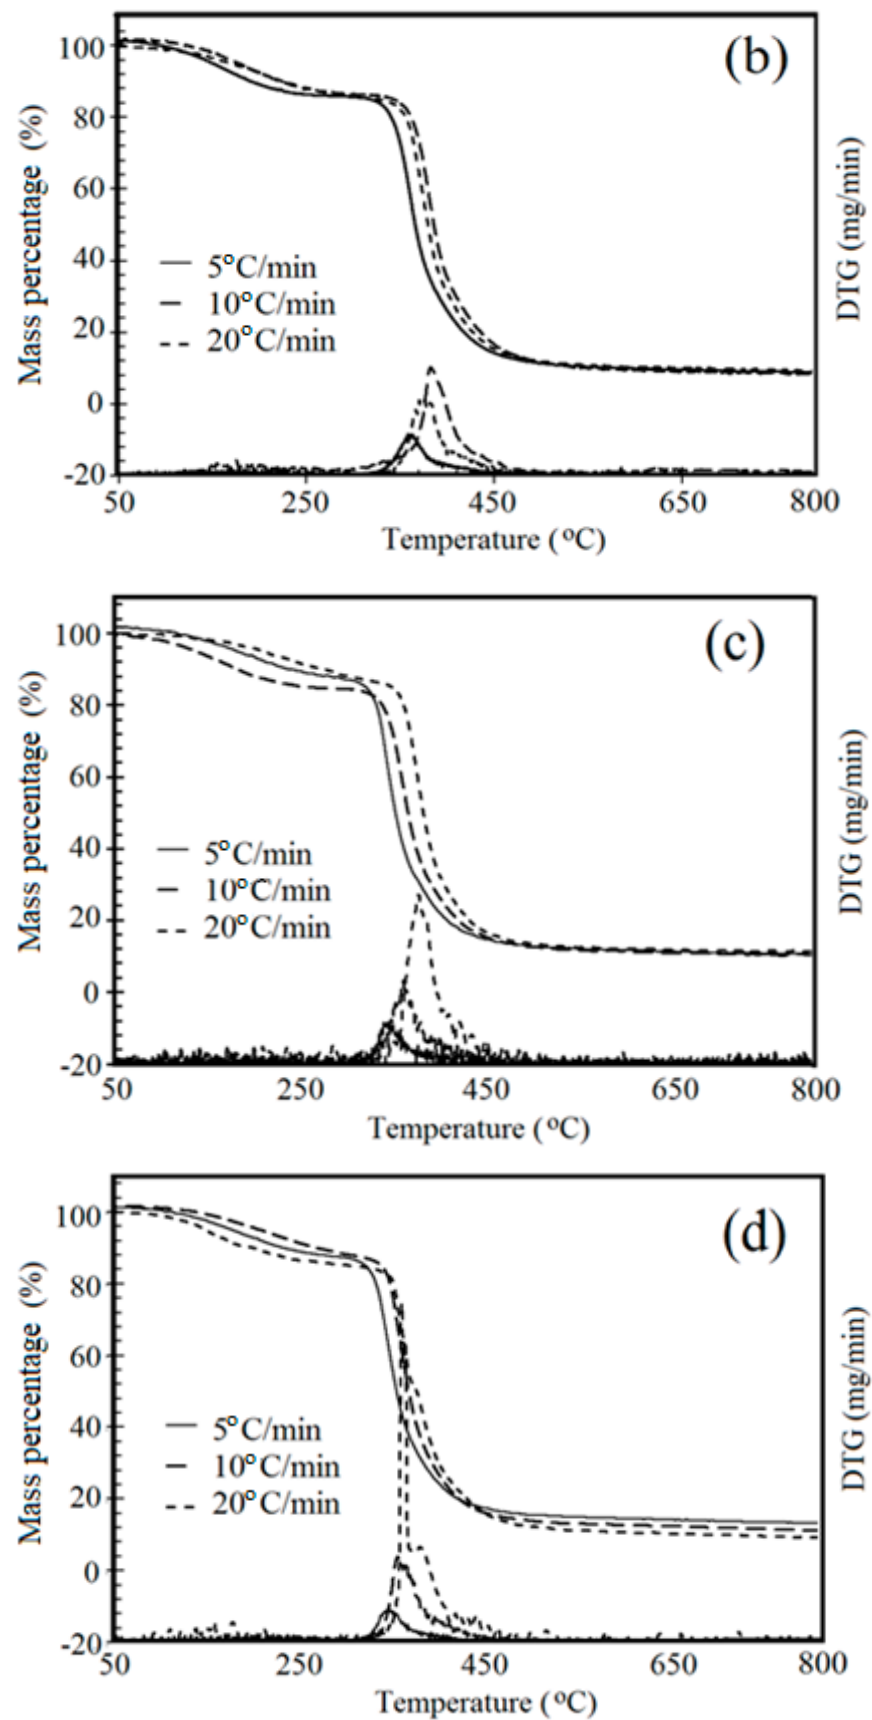 (b)
100
80
60
40
20
0
-20
Mass percentage (%)
DTG (mg/min)
5°C/min
10°C/min
20°C/min
50 250 450 650 800
Temperature (°C)
(c)
100
80
60
40
20
0
-20
Mass percentage (%)
DTG (mg/min)
5°C/min
10°C/min
20°C/min
50 250 450 650 800
Temperature (°C)
(d)
100
80
60
40
20
0
-20
Mass percentage (%)
DTG (mg/min)
5°C/min
10°C/min
20°C/min
50 250 450 650 800
Temperature (°C)